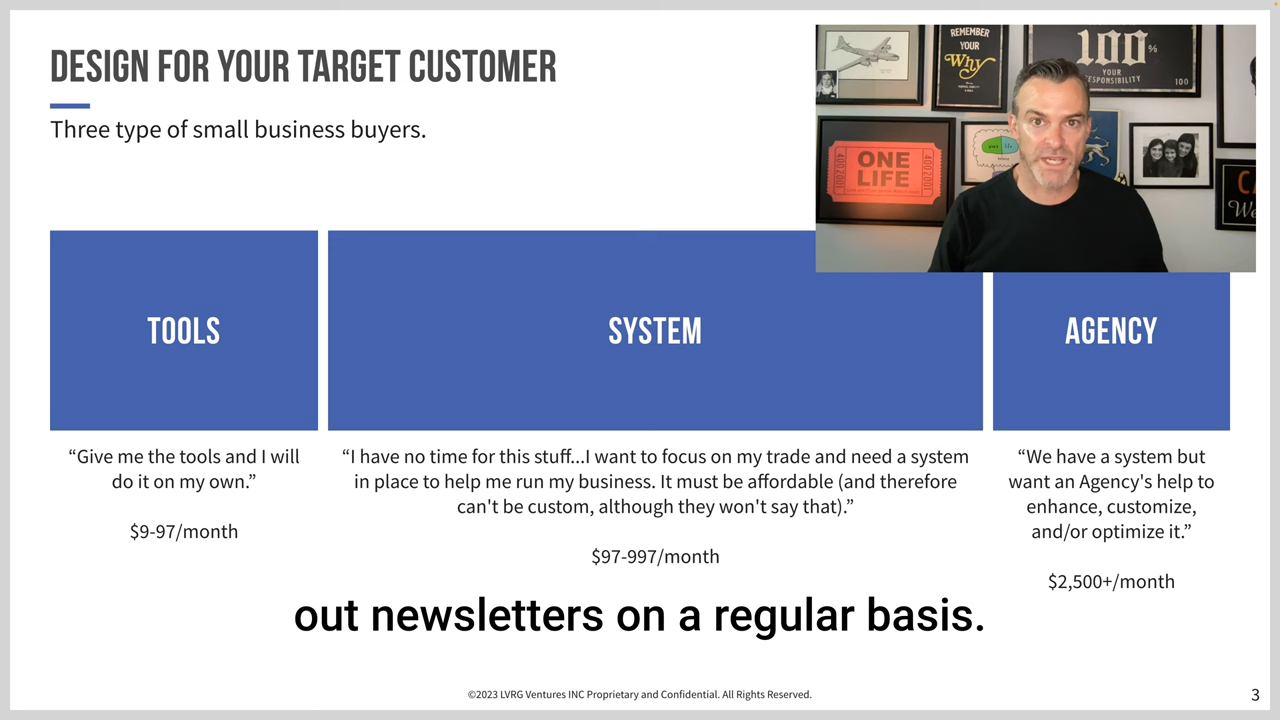 DESIGN FOR YOUR TARGET CUSTOMER
Three type of small business buyers.
REMEMBER
YOUR
Why
100%
YOUR
RESPONSIBILITY
100
ONE
LIFE
4002001
4002001
TOOLS
SYSTEM
AGENCY
“Give me the tools and I will
do it on my own.”
$9-97/month
“I have no time for this stuff...I want to focus on my trade and need a system
in place to help me run my business. It must be affordable (and therefore
can't be custom, although they won't say that).”
$97-997/month
“We have a system but
want an Agency's help to
enhance, customize,
and/or optimize it.”
$2,500+/month
out newsletters on a regular basis.
©2023 LVRG Ventures INC Proprietary and Confidential. All Rights Reserved.
3